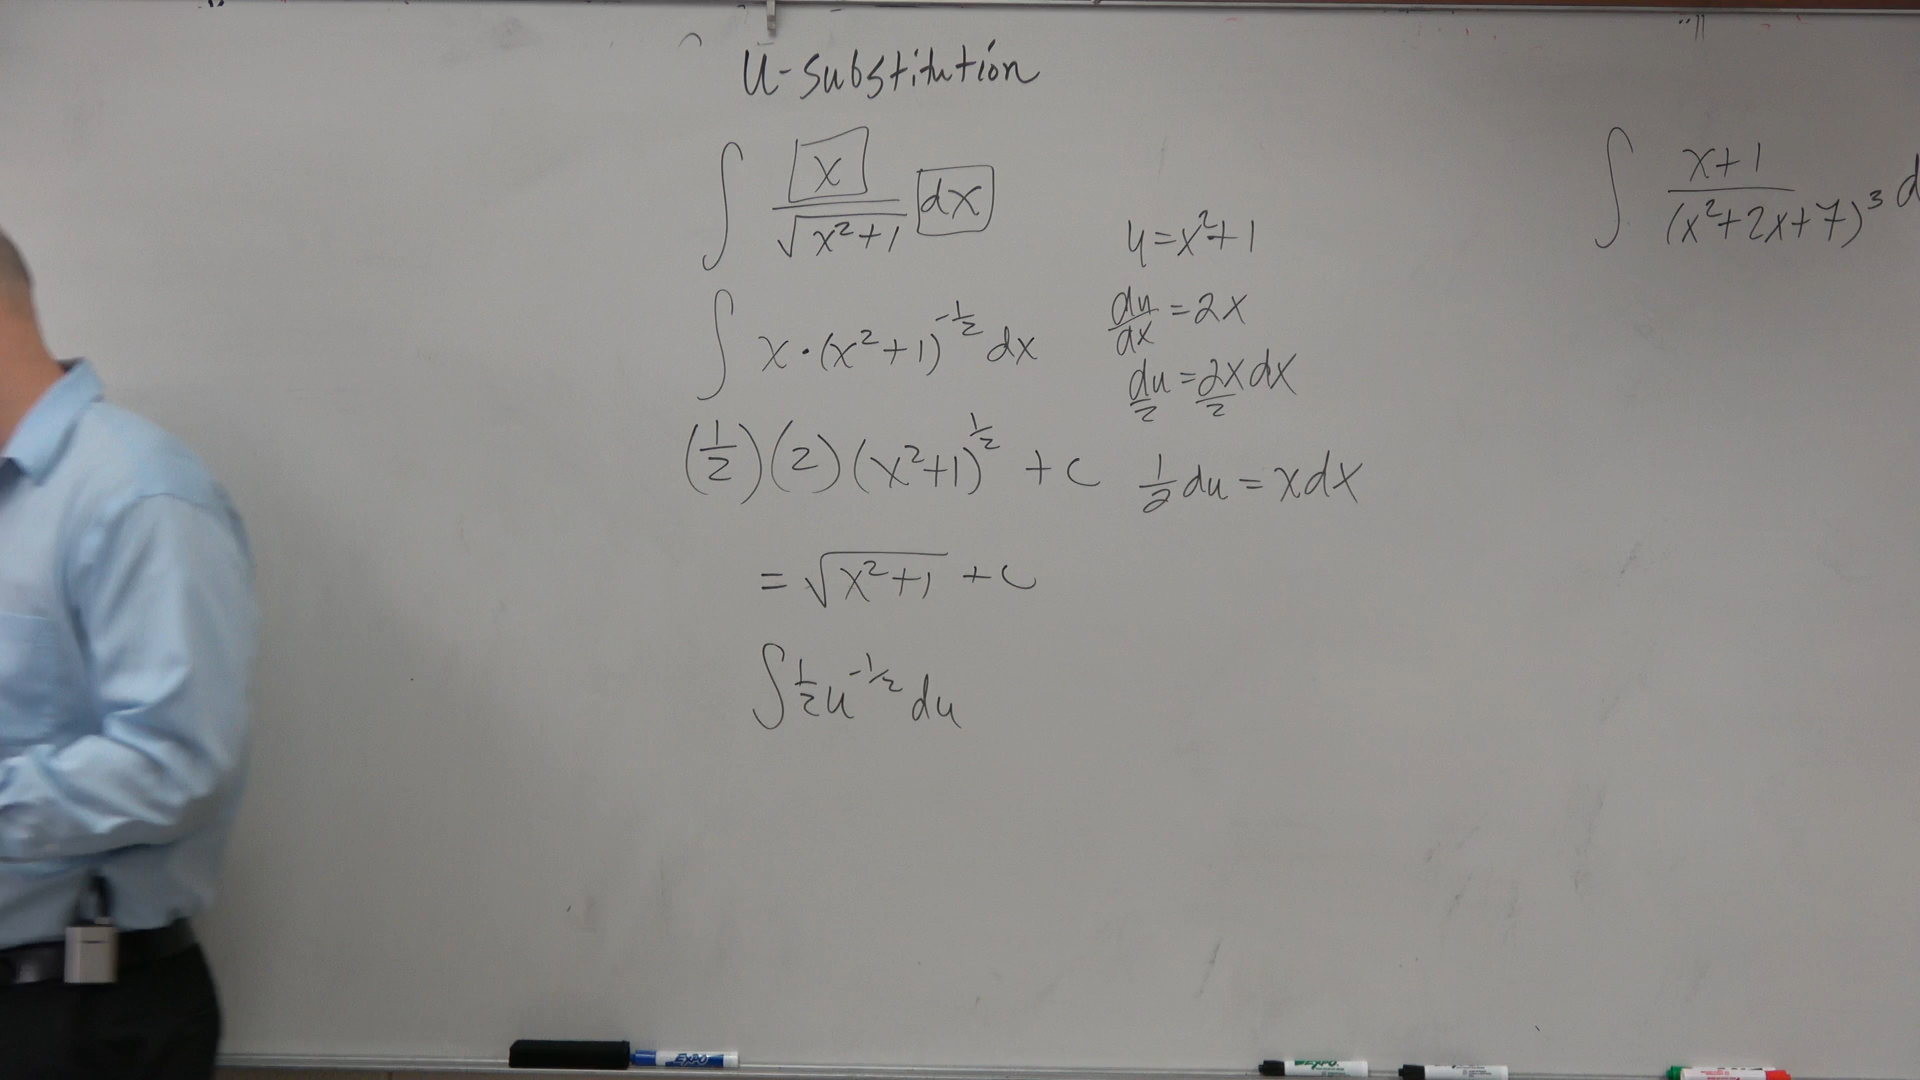 U-substitution
∫ x/√(x²+1) dx
∫ x·(x²+1)^(-1/2) dx
(1/2)(2)(x²+1)^(1/2) + C
= √(x²+1) + C
∫ 1/2 u^(-1/2) du
u=x²+1
du/dx = 2x
du/2 = 2x/2 dx
1/2 du = x dx
∫ x+1/(x²+2x+7)³ d
EXPO
EXPO